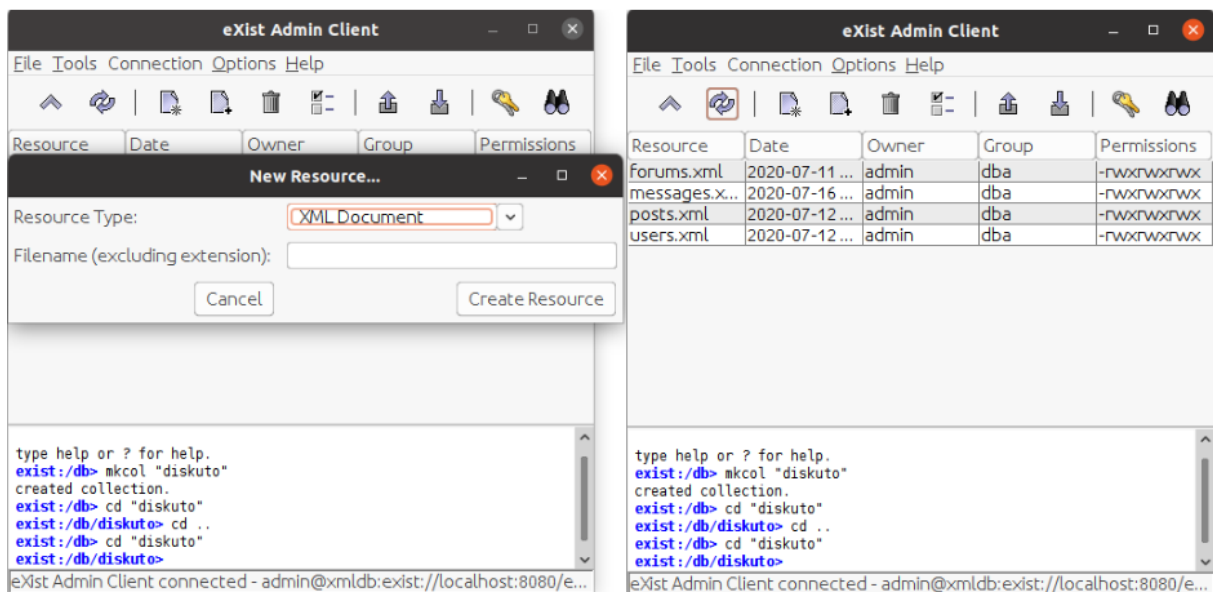 eXist Admin Client
File Tools Connection Options Help
Resource Date Owner Group Permissions
New Resource...
Resource Type: XML Document
Filename (excluding extension):
Cancel Create Resource
type help or ? for help.
exist:/db> mkcol "diskuto"
created collection.
exist:/db> cd "diskuto"
exist:/db/diskuto> cd ..
exist:/db> cd "diskuto"
exist:/db/diskuto>
eXist Admin Client connected - admin@xmldb:exist://localhost:8080/e...
eXist Admin Client
File Tools Connection Options Help
Resource Date Owner Group Permissions
forums.xml 2020-07-11 ... admin dba -rwxrwxrwx
messages.x... 2020-07-16 ... admin dba -rwxrwxrwx
posts.xml 2020-07-12 ... admin dba -rwxrwxrwx
users.xml 2020-07-12 ... admin dba -rwxrwxrwx
type help or ? for help.
exist:/db> mkcol "diskuto"
created collection.
exist:/db> cd "diskuto"
exist:/db/diskuto> cd ..
exist:/db> cd "diskuto"
exist:/db/diskuto>
eXist Admin Client connected - admin@xmldb:exist://localhost:8080/e...